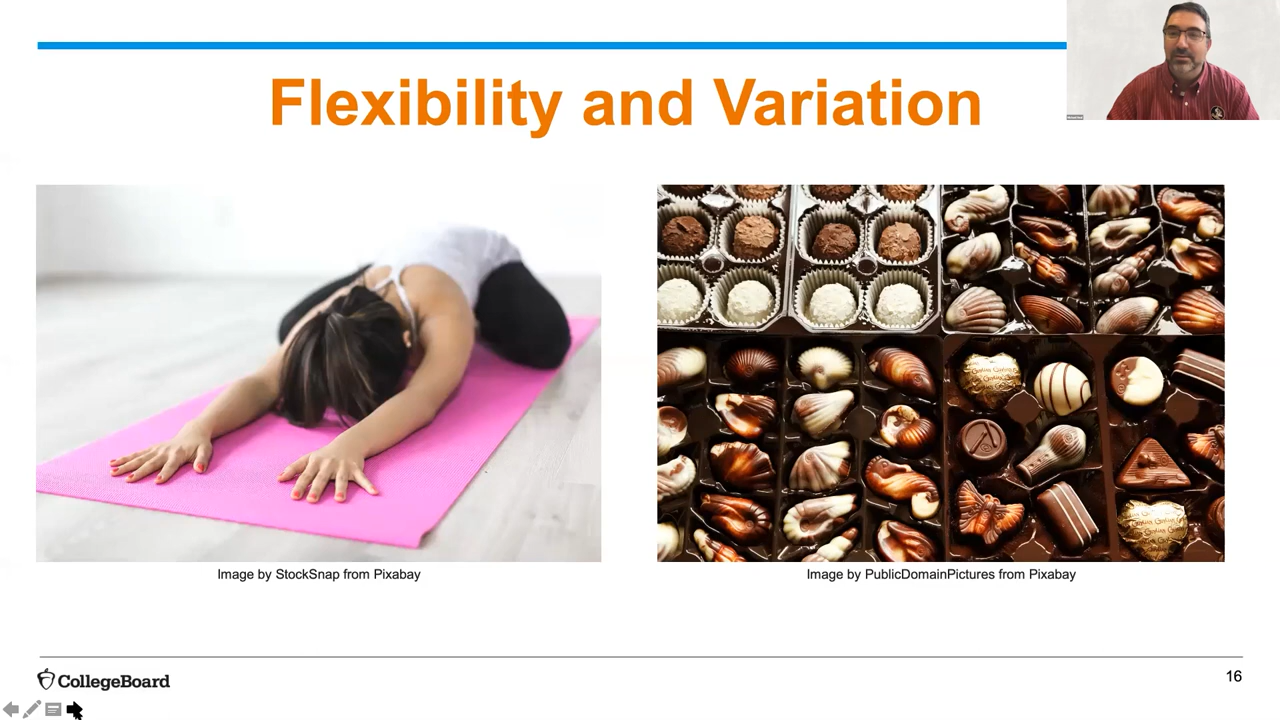 Flexibility and Variation
Image by StockSnap from Pixabay
Image by PublicDomainPictures from Pixabay
CollegeBoard
16